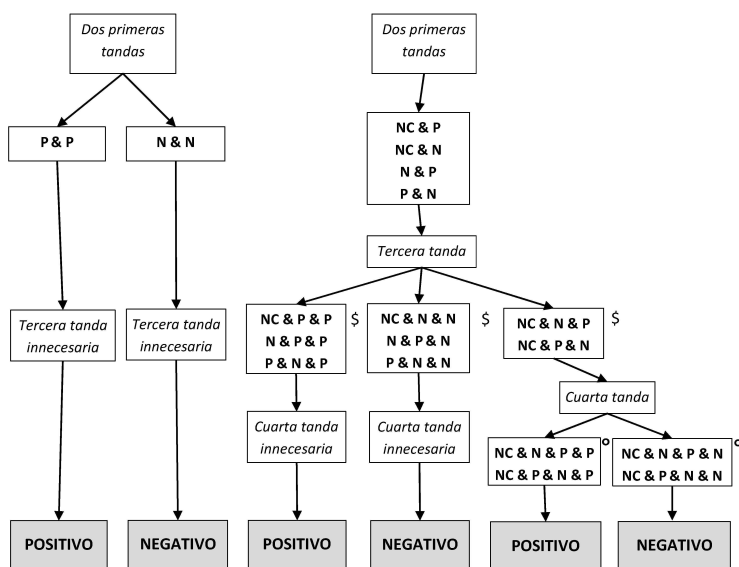 Dos primeras
tandas
Dos primeras
tandas
P & P
N & N
NC & P
NC & N
N & P
P & N
Tercera tanda
Tercera tanda
innecesaria
Tercera tanda
innecesaria
NC & P & P
N & P & P
P & N & P
$
NC & N & N
N & P & N
P & N & N
$
NC & N & P
NC & P & N
$
Cuarta tanda
Cuarta tanda
innecesaria
Cuarta tanda
innecesaria
NC & N & P & P
NC & P & N & P
º
NC & N & P & N
NC & P & N & N
º
POSITIVO
NEGATIVO
POSITIVO
NEGATIVO
POSITIVO
NEGATIVO